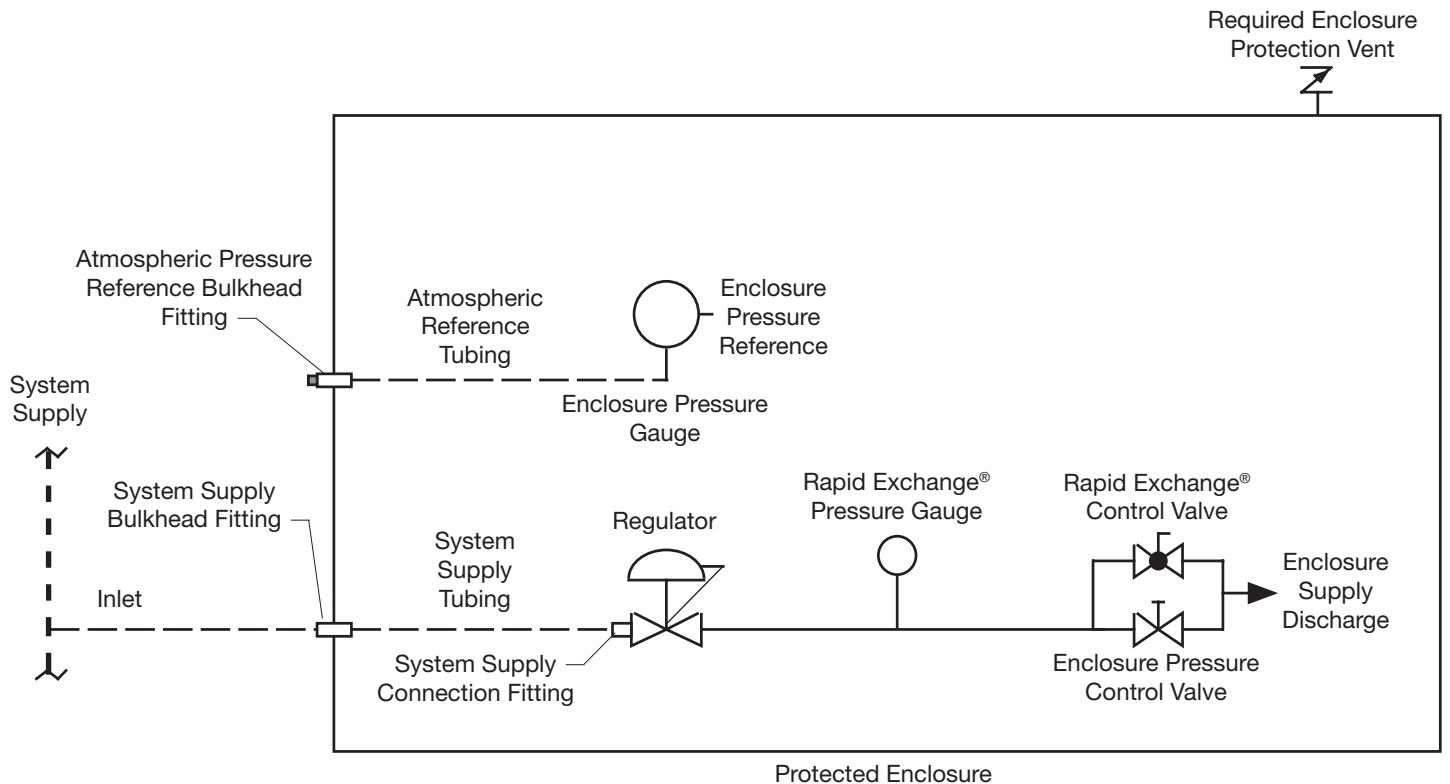 Required Enclosure
Protection Vent
Atmospheric Pressure
Reference Bulkhead
Fitting
Atmospheric
Reference
Tubing
Enclosure
Pressure
Reference
System
Supply
Enclosure Pressure
Gauge
System Supply
Bulkhead Fitting
Inlet
System
Supply
Tubing
Regulator
Rapid Exchange®
Pressure Gauge
Rapid Exchange®
Control Valve
Enclosure
Supply
Discharge
System Supply
Connection Fitting
Enclosure Pressure
Control Valve
Protected Enclosure